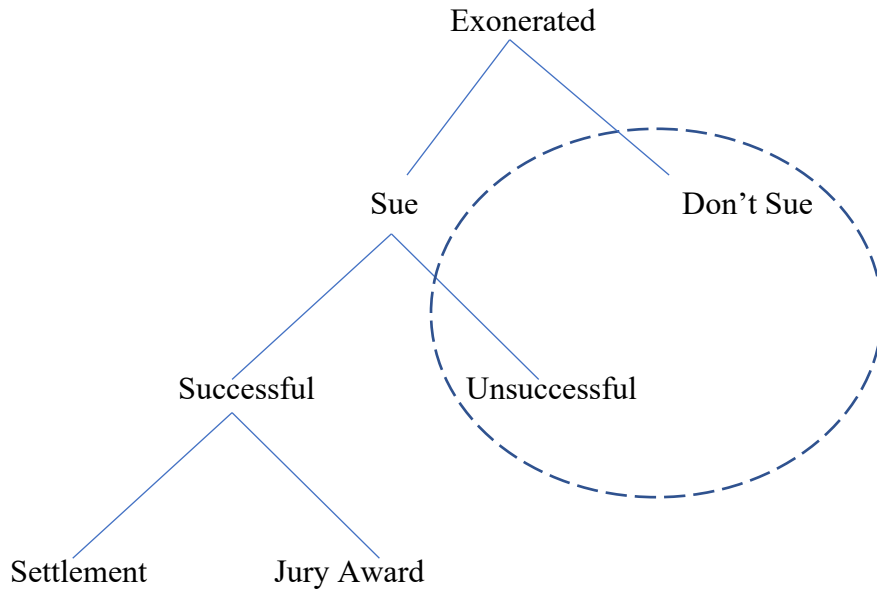 Exonerated
Sue
Don’t Sue
Successful
Unsuccessful
Settlement
Jury Award